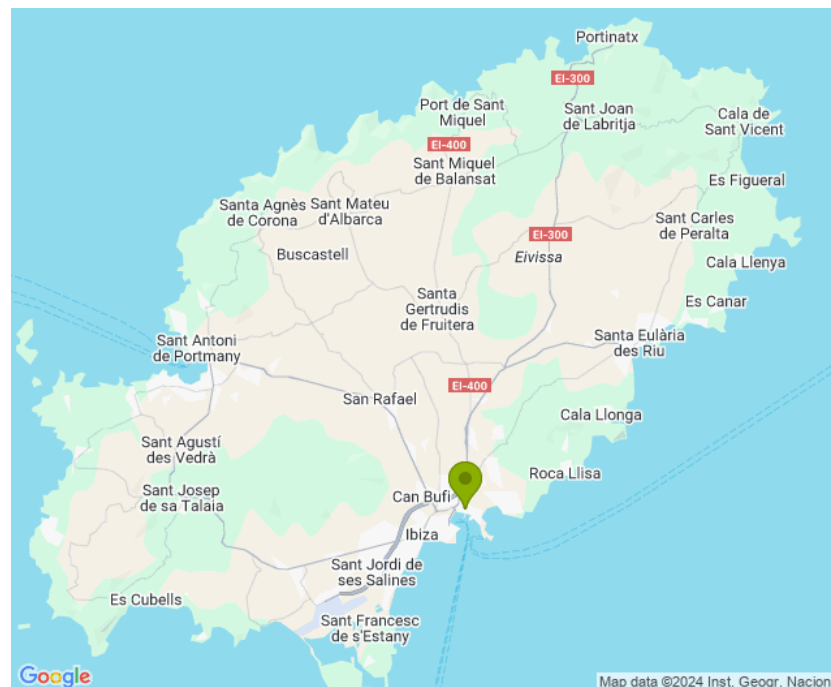 Portinatx
EI-300
Port de Sant
Miquel
Sant Joan
de Labritja
Cala de
Sant Vicent
EI-400
Sant Miquel
de Balansat
Es Figueral
Santa Agnès
de Corona
Sant Mateu
d'Albarca
Sant Carles
de Peralta
EI-300
Buscastell
Eivissa
Cala Llenya
Santa
Gertrudis
de Fruitera
Es Canar
Sant Antoni
de Portmany
Santa Eulària
des Riu
EI-400
San Rafael
Cala Llonga
Sant Agustí
des Vedrà
Roca Llisa
Sant Josep
de sa Talaia
Can Bufí
Ibiza
Sant Jordi de
ses Salines
Es Cubells
Sant Francesc
de s'Estany
Google
Map data ©2024 Inst. Geogr. Nacion